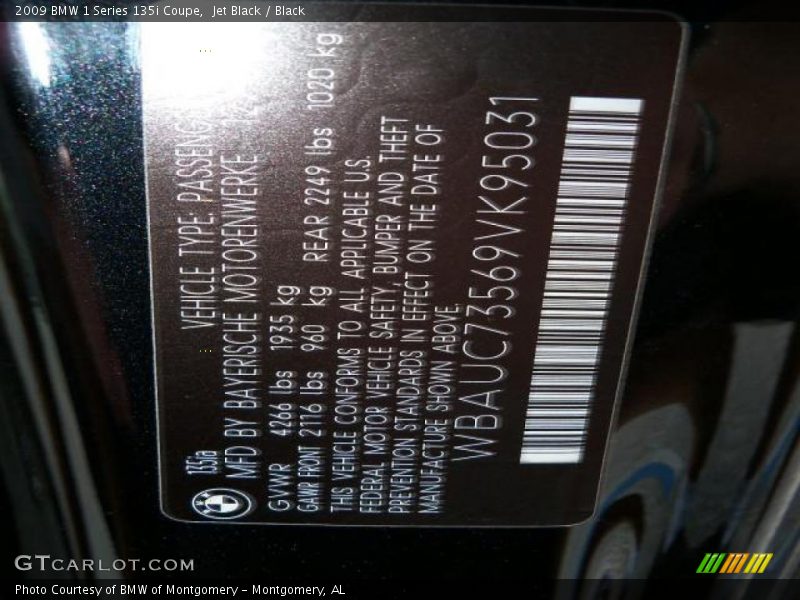 2009 BMW 1 Series 135i Coupe,  Jet Black / Black
135ia
VEHICLE TYPE PASSENG
MFD BY BAYERISCHE MOTORENWERKE
GVWR 4266 lbs 1935 kg
GAWR FRONT 2116 lbs 960 kg REAR 2249 lbs 1020 kg
THIS VEHICLE CONFORMS TO ALL APPLICABLE U.S.
FEDERAL MOTOR VEHICLE SAFETY, BUMPER AND THEFT
PREVENTION STANDARDS IN EFFECT ON THE DATE OF
MANUFACTURE SHOWN ABOVE.
WBAUC73569VK95031
GTCARLOT.COM
Photo Courtesy of BMW of Montgomery – Montgomery, AL